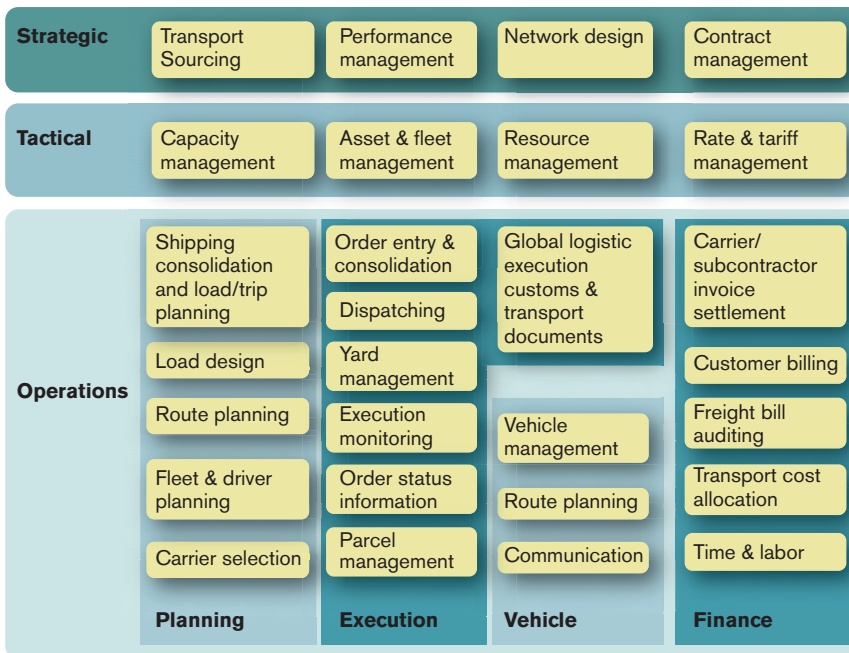 Strategic
Transport
Sourcing
Performance
management
Network design
Contract
management
Tactical
Capacity
management
Asset & fleet
management
Resource
management
Rate & tariff
management
Operations
Shipping
consolidation
and load/trip
planning
Load design
Route planning
Fleet & driver
planning
Carrier selection
Planning
Order entry &
consolidation
Dispatching
Yard
management
Execution
monitoring
Order status
information
Parcel
management
Execution
Global logistic
execution
customs &
transport
documents
Vehicle
management
Route planning
Communication
Vehicle
Carrier/
subcontractor
invoice
settlement
Customer billing
Freight bill
auditing
Transport cost
allocation
Time & labor
Finance